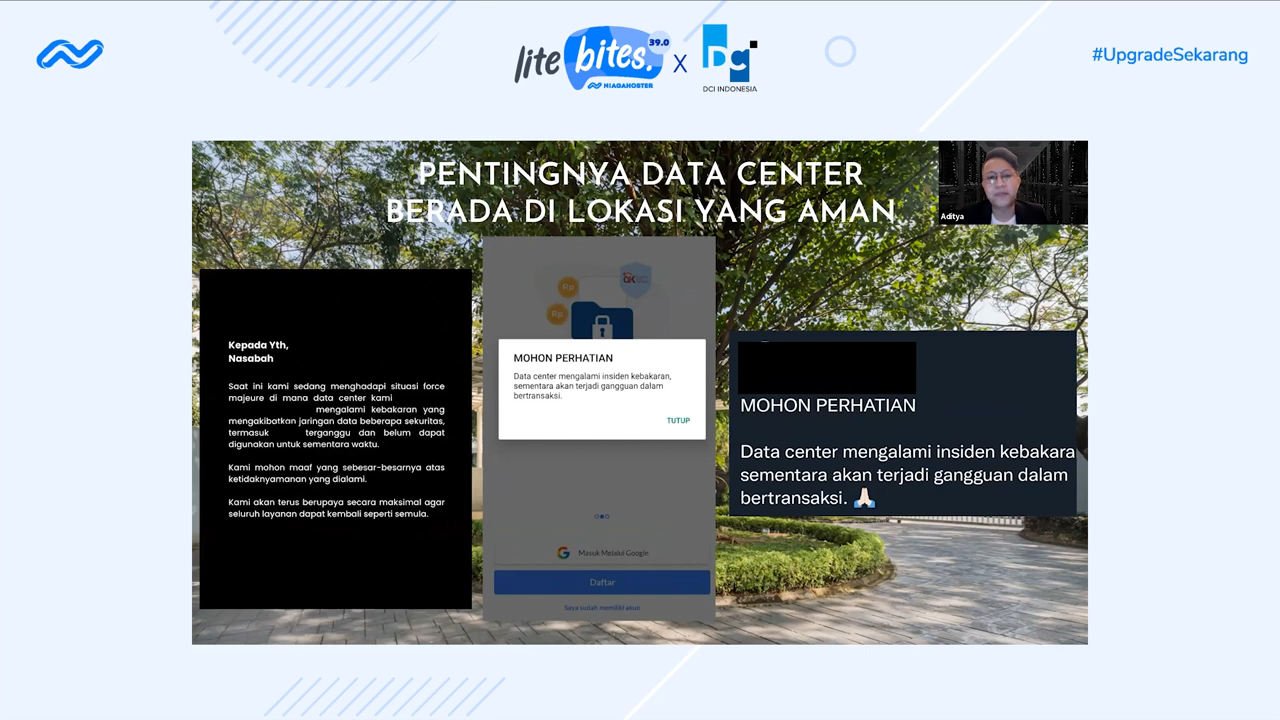 lite bites. 39.0
NIAGAHOSTER
X
DCI INDONESIA
#UpgradeSekarang
PENTINGNYA DATA CENTER
BERADA DI LOKASI YANG AMAN
Aditya
Kepada Yth,
Nasabah
Saat ini kami sedang menghadapi situasi force
majeure di mana data center kami
mengalami kebakaran yang
mengakibatkan jaringan data beberapa sekuritas,
termasuk terganggu dan belum dapat
digunakan untuk sementara waktu.
Kami mohon maaf yang sebesar-besarnya atas
ketidaknyamanan yang dialami.
Kami akan terus berupaya secara maksimal agar
seluruh layanan dapat kembali seperti semula.
Rp
Rp
MOHON PERHATIAN
Data center mengalami insiden kebakaran,
sementara akan terjadi gangguan dalam
bertransaksi.
TUTUP
Masuk Melalui Google
Daftar
Saya sudah memiliki akun
MOHON PERHATIAN
Data center mengalami insiden kebakara
sementara akan terjadi gangguan dalam
bertransaksi. 🙏🏻